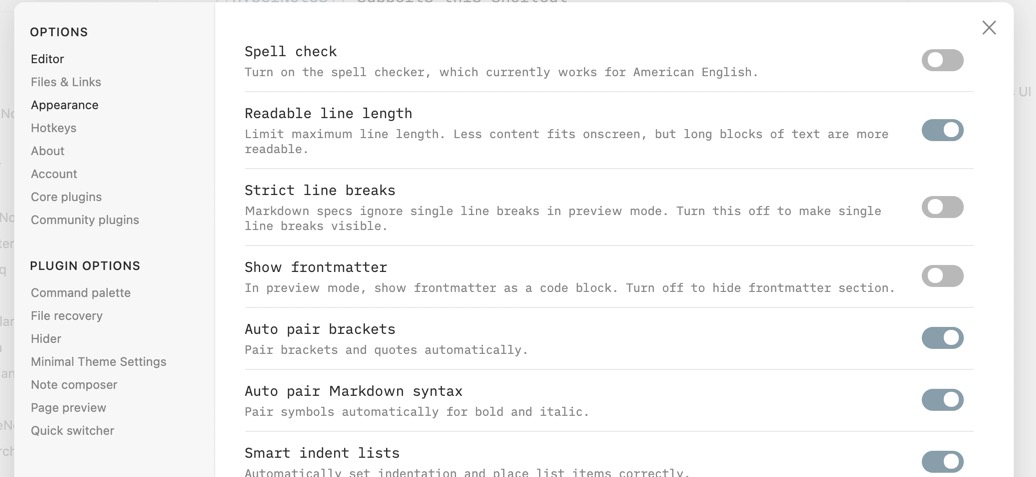 OPTIONS
Editor
Files & Links
Appearance
Hotkeys
About
Account
Core plugins
Community plugins
PLUGIN OPTIONS
Command palette
File recovery
Hider
Minimal Theme Settings
Note composer
Page preview
Quick switcher
Spell check
Turn on the spell checker, which currently works for American English.
Readable line length
Limit maximum line length. Less content fits onscreen, but long blocks of text are more
readable.
Strict line breaks
Markdown specs ignore single line breaks in preview mode. Turn this off to make single
line breaks visible.
Show frontmatter
In preview mode, show frontmatter as a code block. Turn off to hide frontmatter section.
Auto pair brackets
Pair brackets and quotes automatically.
Auto pair Markdown syntax
Pair symbols automatically for bold and italic.
Smart indent lists
Automatically set indentation and place list items correctly.
UI